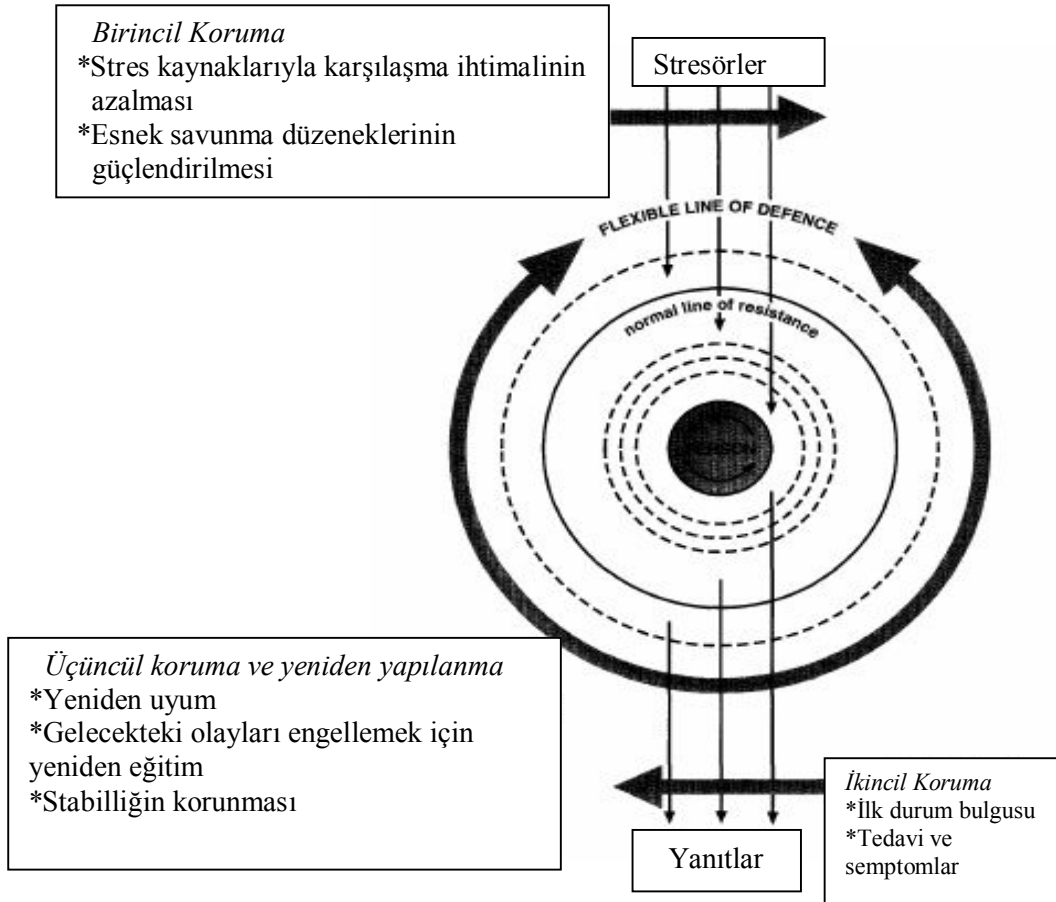 Birincil Koruma
*Stres kaynaklarıyla karşılaşma ihtimalinin
azalması
*Esnek savunma düzeneklerinin
güçlendirilmesi
Stresörler
FLEXIBLE LINE OF DEFENCE
normal line of resistance
PERSON
Üçüncül koruma ve yeniden yapılanma
*Yeniden uyum
*Gelecekteki olayları engellemek için
yeniden eğitim
*Stabilliğin korunması
İkincil Koruma
*İlk durum bulgusu
*Tedavi ve
semptomlar
Yanıtlar